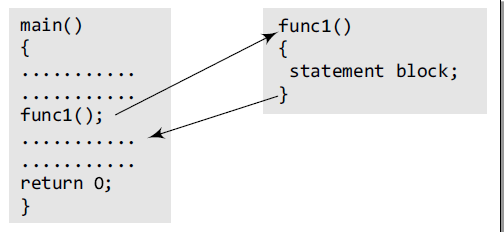 main()
{
...........
...........
func1();
...........
...........
return 0;
}
func1()
{
statement block;
}